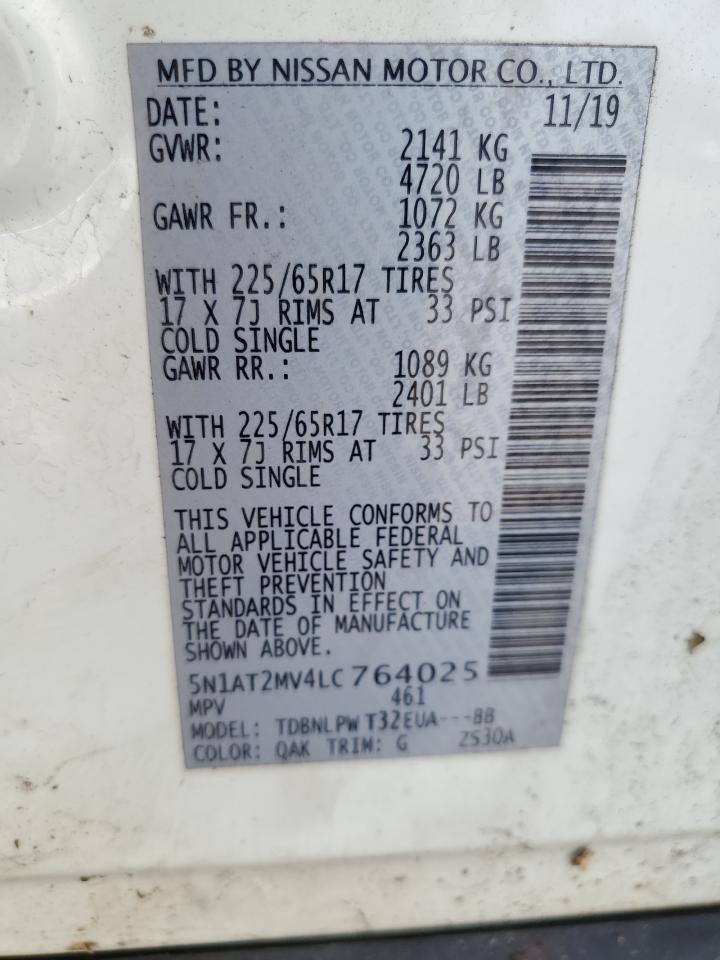 MFD BY NISSAN MOTOR CO., LTD.
DATE: 11/19
GVWR: 2141 KG
4720 LB
GAWR FR.: 1072 KG
2363 LB
WITH 225/65R17 TIRES
17 X 7J RIMS AT 33 PSI
COLD SINGLE
GAWR RR.: 1089 KG
2401 LB
WITH 225/65R17 TIRES
17 X 7J RIMS AT 33 PSI
COLD SINGLE
THIS VEHICLE CONFORMS TO
ALL APPLICABLE FEDERAL
MOTOR VEHICLE SAFETY AND
THEFT PREVENTION
STANDARDS IN EFFECT ON
THE DATE OF MANUFACTURE
SHOWN ABOVE.
5N1AT2MV4LC764025
MPV 461
MODEL: TDBNLPW T32EUA---BB
COLOR: QAK TRIM: G 2S30A